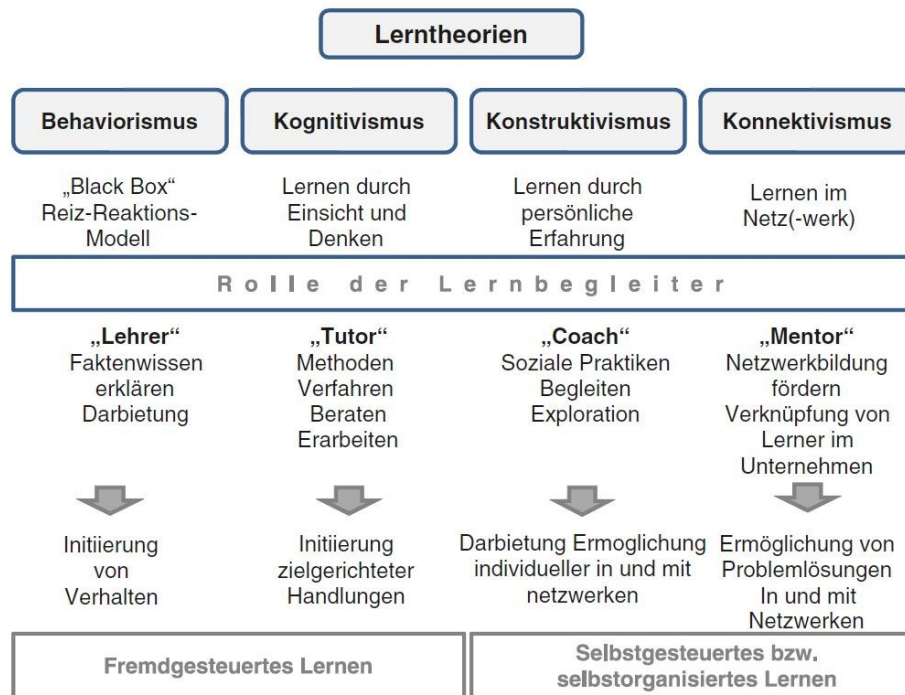 Lerntheorien
Behaviorismus
Kognitivismus
Konstruktivismus
Konnektivismus
„Black Box“
Reiz-Reaktions-
Modell
Lernen durch
Einsicht und
Denken
Lernen durch
persönliche
Erfahrung
Lernen im
Netz(-werk)
Rolle der Lernbegleiter
„Lehrer“
Faktenwissen
erklären
Darbietung
„Tutor“
Methoden
Verfahren
Beraten
Erarbeiten
„Coach“
Soziale Praktiken
Begleiten
Exploration
„Mentor“
Netzwerkbildung
fördern
Verknüpfung von
Lerner im
Unternehmen
Initiierung
von
Verhalten
Initiierung
zielgerichteter
Handlungen
Darbietung Ermoglichung
individueller in und mit
netzwerken
Ermöglichung von
Problemlösungen
In und mit
Netzwerken
Fremdgesteuertes Lernen
Selbstgesteuertes bzw.
selbstorganisiertes Lernen